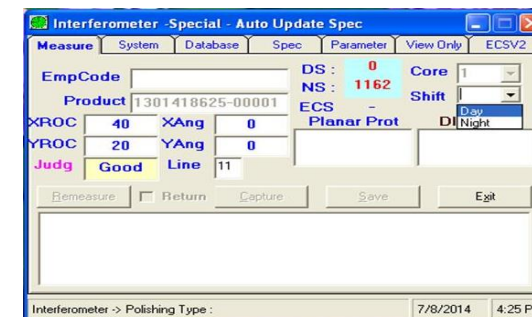 Interferometer -Special - Auto Update Spec
Measure System Database Spec Parameter View Only ECSV2
EmpCode DS : 0 Core 1
Product 1301418625-00001 NS : 1162 Shift
ECS -
Day
Night
XROC 40 XAng 0 Planar Prot
YROC 20 YAng 0
Judg Good Line 11
Remeasure Return Capture Save Exit
Interferometer -> Polishing Type : 7/8/2014 4:25 P